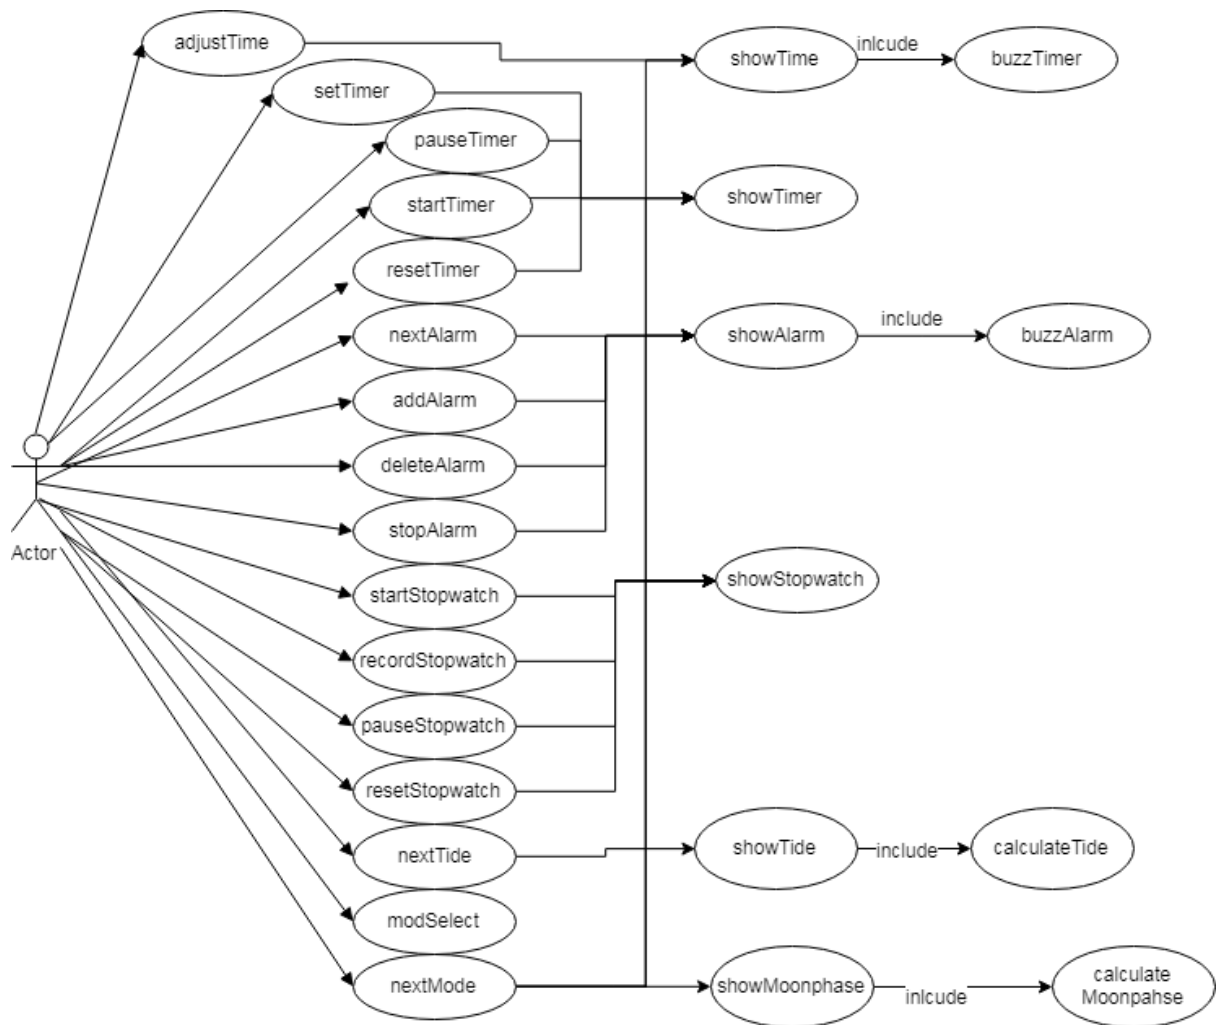 adjustTime
showTime
inlcude
buzzTimer
setTimer
pauseTimer
startTimer
showTimer
resetTimer
nextAlarm
showAlarm
include
buzzAlarm
addAlarm
deleteAlarm
stopAlarm
Actor
startStopwatch
showStopwatch
recordStopwatch
pauseStopwatch
resetStopwatch
nextTide
showTide
include
calculateTide
modSelect
nextMode
showMoonphase
inlcude
calculate
Moonpahse